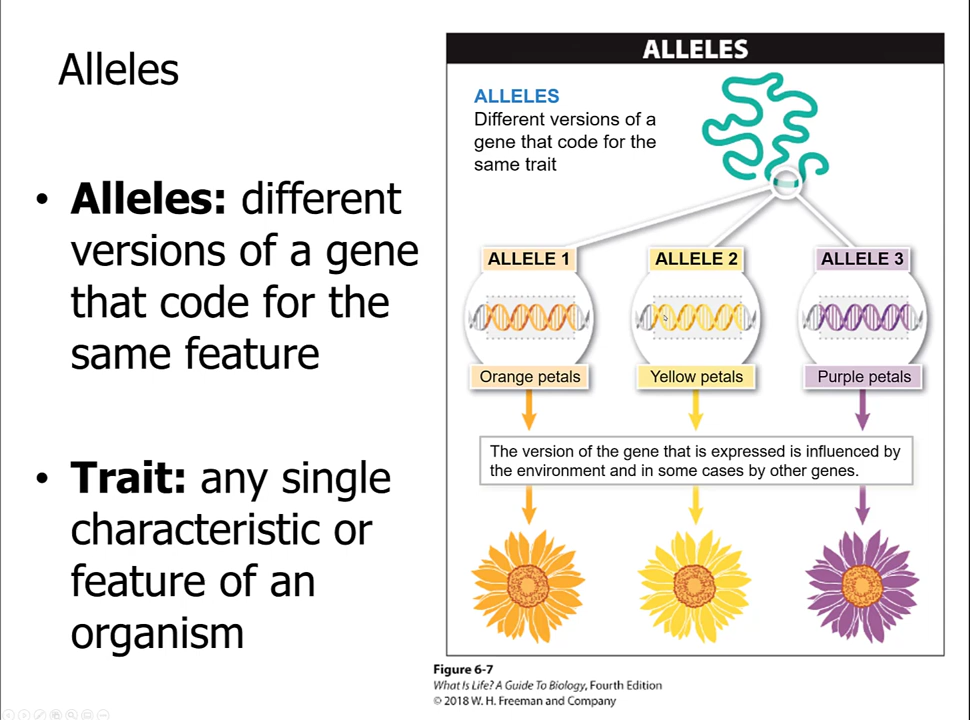 Alleles
• Alleles: different
versions of a gene
that code for the
same feature
• Trait: any single
characteristic or
feature of an
organism
ALLELES
ALLELES
Different versions of a
gene that code for the
same trait
ALLELE 1
ALLELE 2
ALLELE 3
Orange petals
Yellow petals
Purple petals
The version of the gene that is expressed is influenced by
the environment and in some cases by other genes.
Figure 6-7
What Is Life? A Guide To Biology, Fourth Edition
© 2018 W. H. Freeman and Company